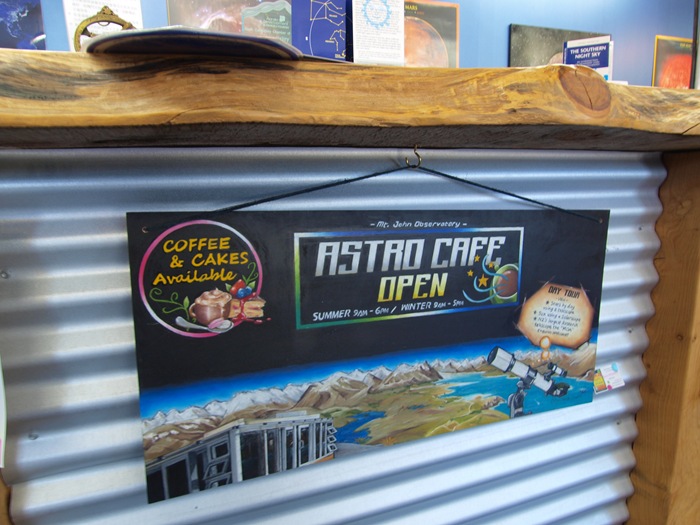 MARS
THE SOUTHERN
NIGHT SKY
- Mt. John Observatory -
ASTRO CAFE
OPEN
SUMMER 9AM - 6PM / WINTER 9AM - 5PM
COFFEE
& CAKES
Available
DAY TOUR